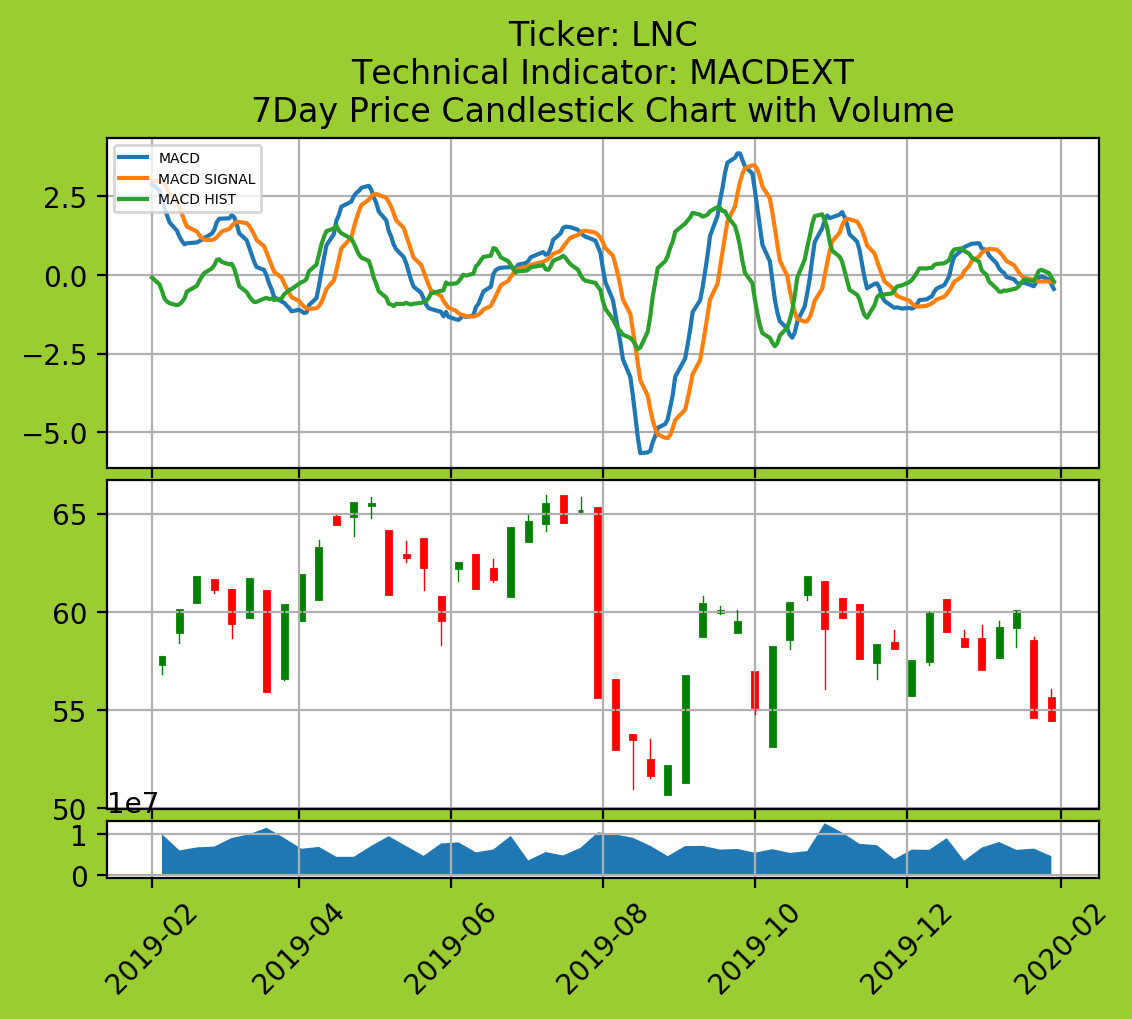 Ticker: LNC
Technical Indicator: MACDEXT
7Day Price Candlestick Chart with Volume
MACD
MACD SIGNAL
MACD HIST
2.5
0.0
−2.5
−5.0
65
60
55
50
1e7
1
0
2019-02
2019-04
2019-06
2019-08
2019-10
2019-12
2020-02